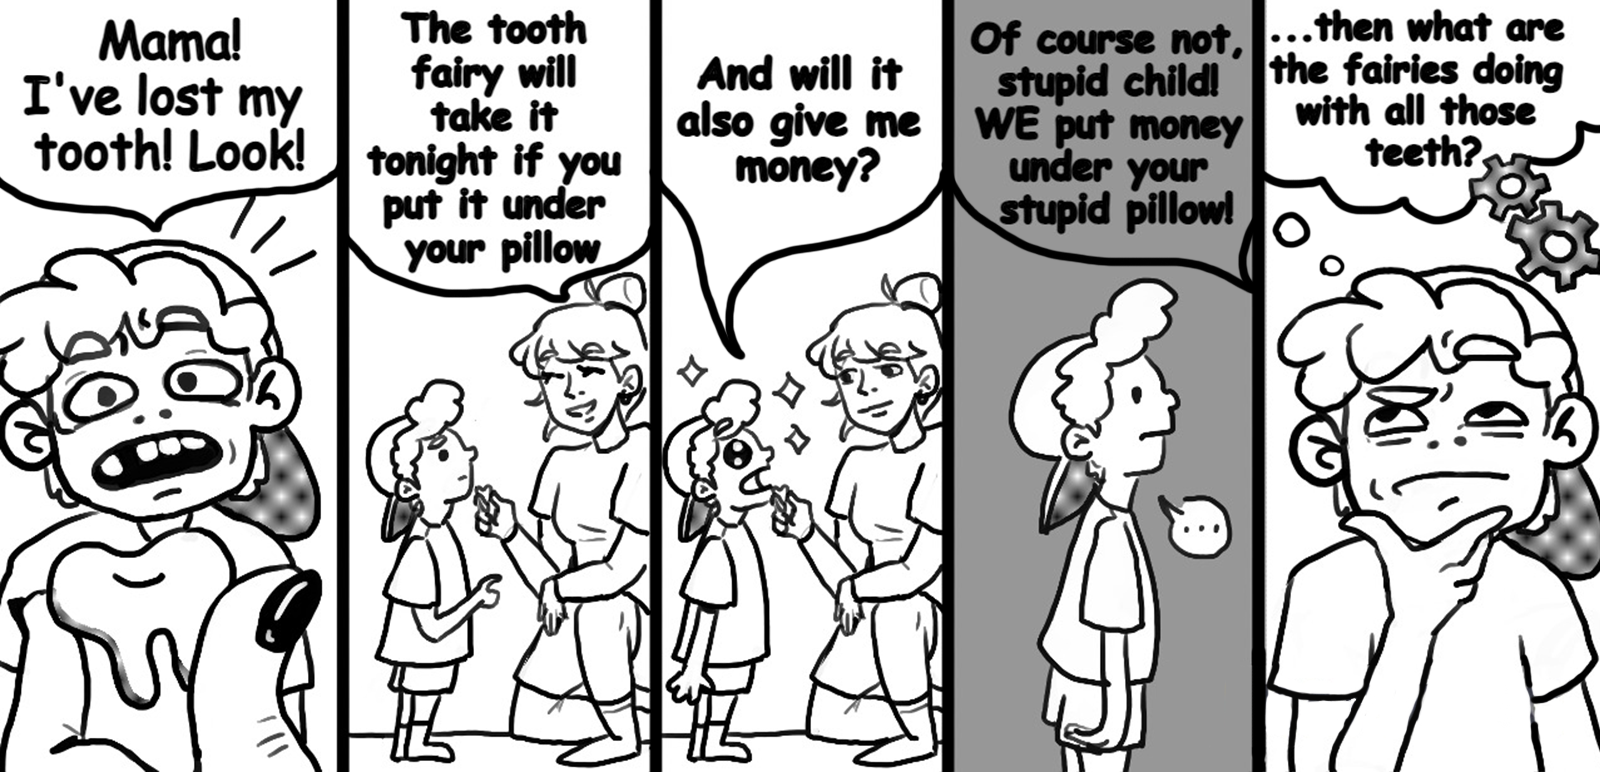 Mama!
I've lost my
tooth! Look!
The tooth
fairy will
take it
tonight if you
put it under
your pillow
And will it
also give me
money?
Of course not,
stupid child!
WE put money
under your
stupid pillow!
...
...then what are
the fairies doing
with all those
teeth?